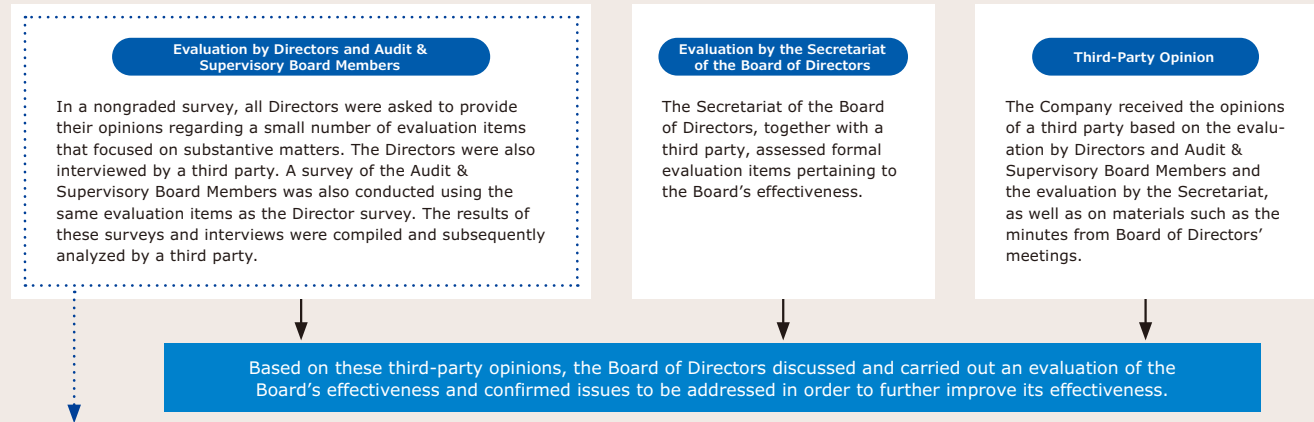 Evaluation by Directors and Audit &
Supervisory Board Members
In a nongraded survey, all Directors were asked to provide
their opinions regarding a small number of evaluation items
that focused on substantive matters. The Directors were also
interviewed by a third party. A survey of the Audit &
Supervisory Board Members was also conducted using the
same evaluation items as the Director survey. The results of
these surveys and interviews were compiled and subsequently
analyzed by a third party.
Evaluation by the Secretariat
of the Board of Directors
The Secretariat of the Board
of Directors, together with a
third party, assessed formal
evaluation items pertaining to
the Board’s effectiveness.
Third-Party Opinion
The Company received the opinions
of a third party based on the evalu-
ation by Directors and Audit &
Supervisory Board Members and
the evaluation by the Secretariat,
as well as on materials such as the
minutes from Board of Directors’
meetings.
Based on these third-party opinions, the Board of Directors discussed and carried out an evaluation of the
Board’s effectiveness and confirmed issues to be addressed in order to further improve its effectiveness.